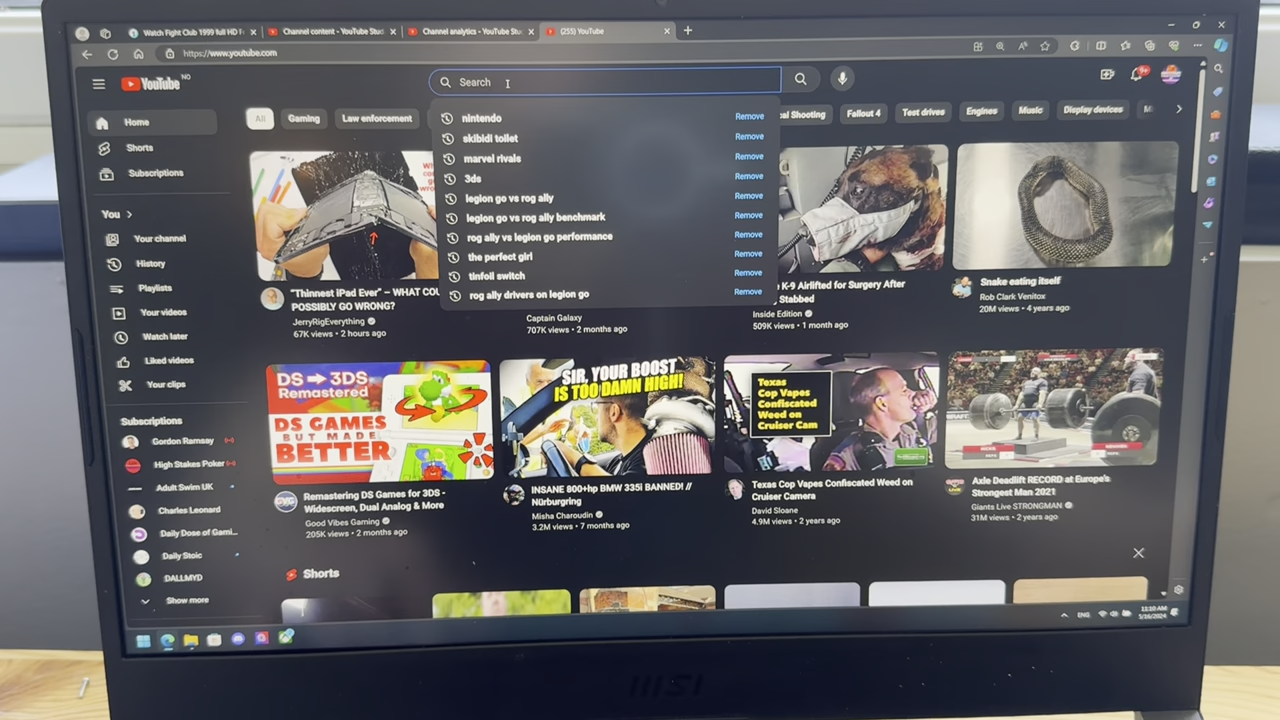 Watch Fight Club 1999 full HD F
Channel content - YouTube Stud
Channel analytics - YouTube Stu
(255) YouTube
https://www.youtube.com
YouTube NO
Search
9+
All
Gaming
Law enforcement
Fallout 4
Test drives
Engines
Music
Display devices
Home
Shorts
Subscriptions
You
Your channel
History
Playlists
Your videos
Watch later
Liked videos
Your clips
Subscriptions
Gordon Ramsay
High Stakes Poker
Adult Swim UK
Charles Leonard
Daily Dose of Gami...
Daily Stoic
DALLMYD
Show more
nintendo Remove
skibidi toilet Remove
marvel rivals Remove
3ds Remove
legion go vs rog ally Remove
legion go vs rog ally benchmark Remove
rog ally vs legion go performance Remove
the perfect girl Remove
tinfoil switch Remove
rog ally drivers on legion go Remove
"Thinnest iPad Ever" – WHAT COU
POSSIBLY GO WRONG?
JerryRigEverything
67K views • 2 hours ago
Captain Galaxy
707K views • 2 months ago
K-9 Airlifted for Surgery After
Stabbed
Inside Edition
509K views • 1 month ago
Snake eating itself
Rob Clark Venitox
20M views • 4 years ago
DS → 3DS
Remastered
DS GAMES
BUT MADE
BETTER
Remastering DS Games for 3DS -
Widescreen, Dual Analog & More
Good Vibes Gaming
205K views • 2 months ago
SIR, YOUR BOOST
IS TOO DAMN HIGH!
INSANE 800+hp BMW 335i BANNED! //
Nürburgring
Misha Charoudin
3.2M views • 7 months ago
Texas
Cop Vapes
Confiscated
Weed on
Cruiser Cam
Texas Cop Vapes Confiscated Weed on
Cruiser Camera
David Sloane
4.9M views • 2 years ago
Axle Deadlift RECORD at Europe's
Strongest Man 2021
Giants Live STRONGMAN
31M views • 2 years ago
Shorts
ENG
11:10 AM
5/16/2024
msi